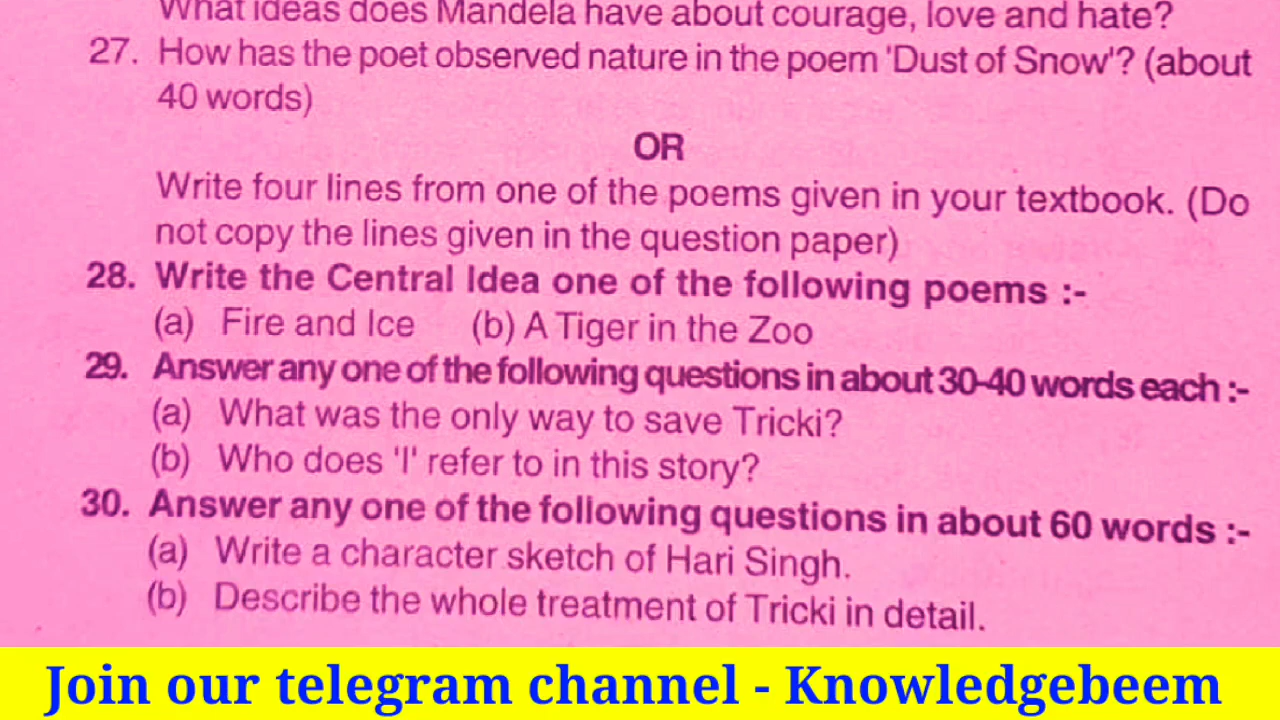 What ideas does Mandela have about courage, love and hate?
27. How has the poet observed nature in the poem 'Dust of Snow'? (about
40 words)
OR
Write four lines from one of the poems given in your textbook. (Do
not copy the lines given in the question paper)
28. Write the Central Idea one of the following poems :-
(a) Fire and Ice (b) A Tiger in the Zoo
29. Answer any one of the following questions in about 30-40 words each :-
(a) What was the only way to save Tricki?
(b) Who does 'I' refer to in this story?
30. Answer any one of the following questions in about 60 words :-
(a) Write a character sketch of Hari Singh.
(b) Describe the whole treatment of Tricki in detail.
Join our telegram channel - Knowledgebeem